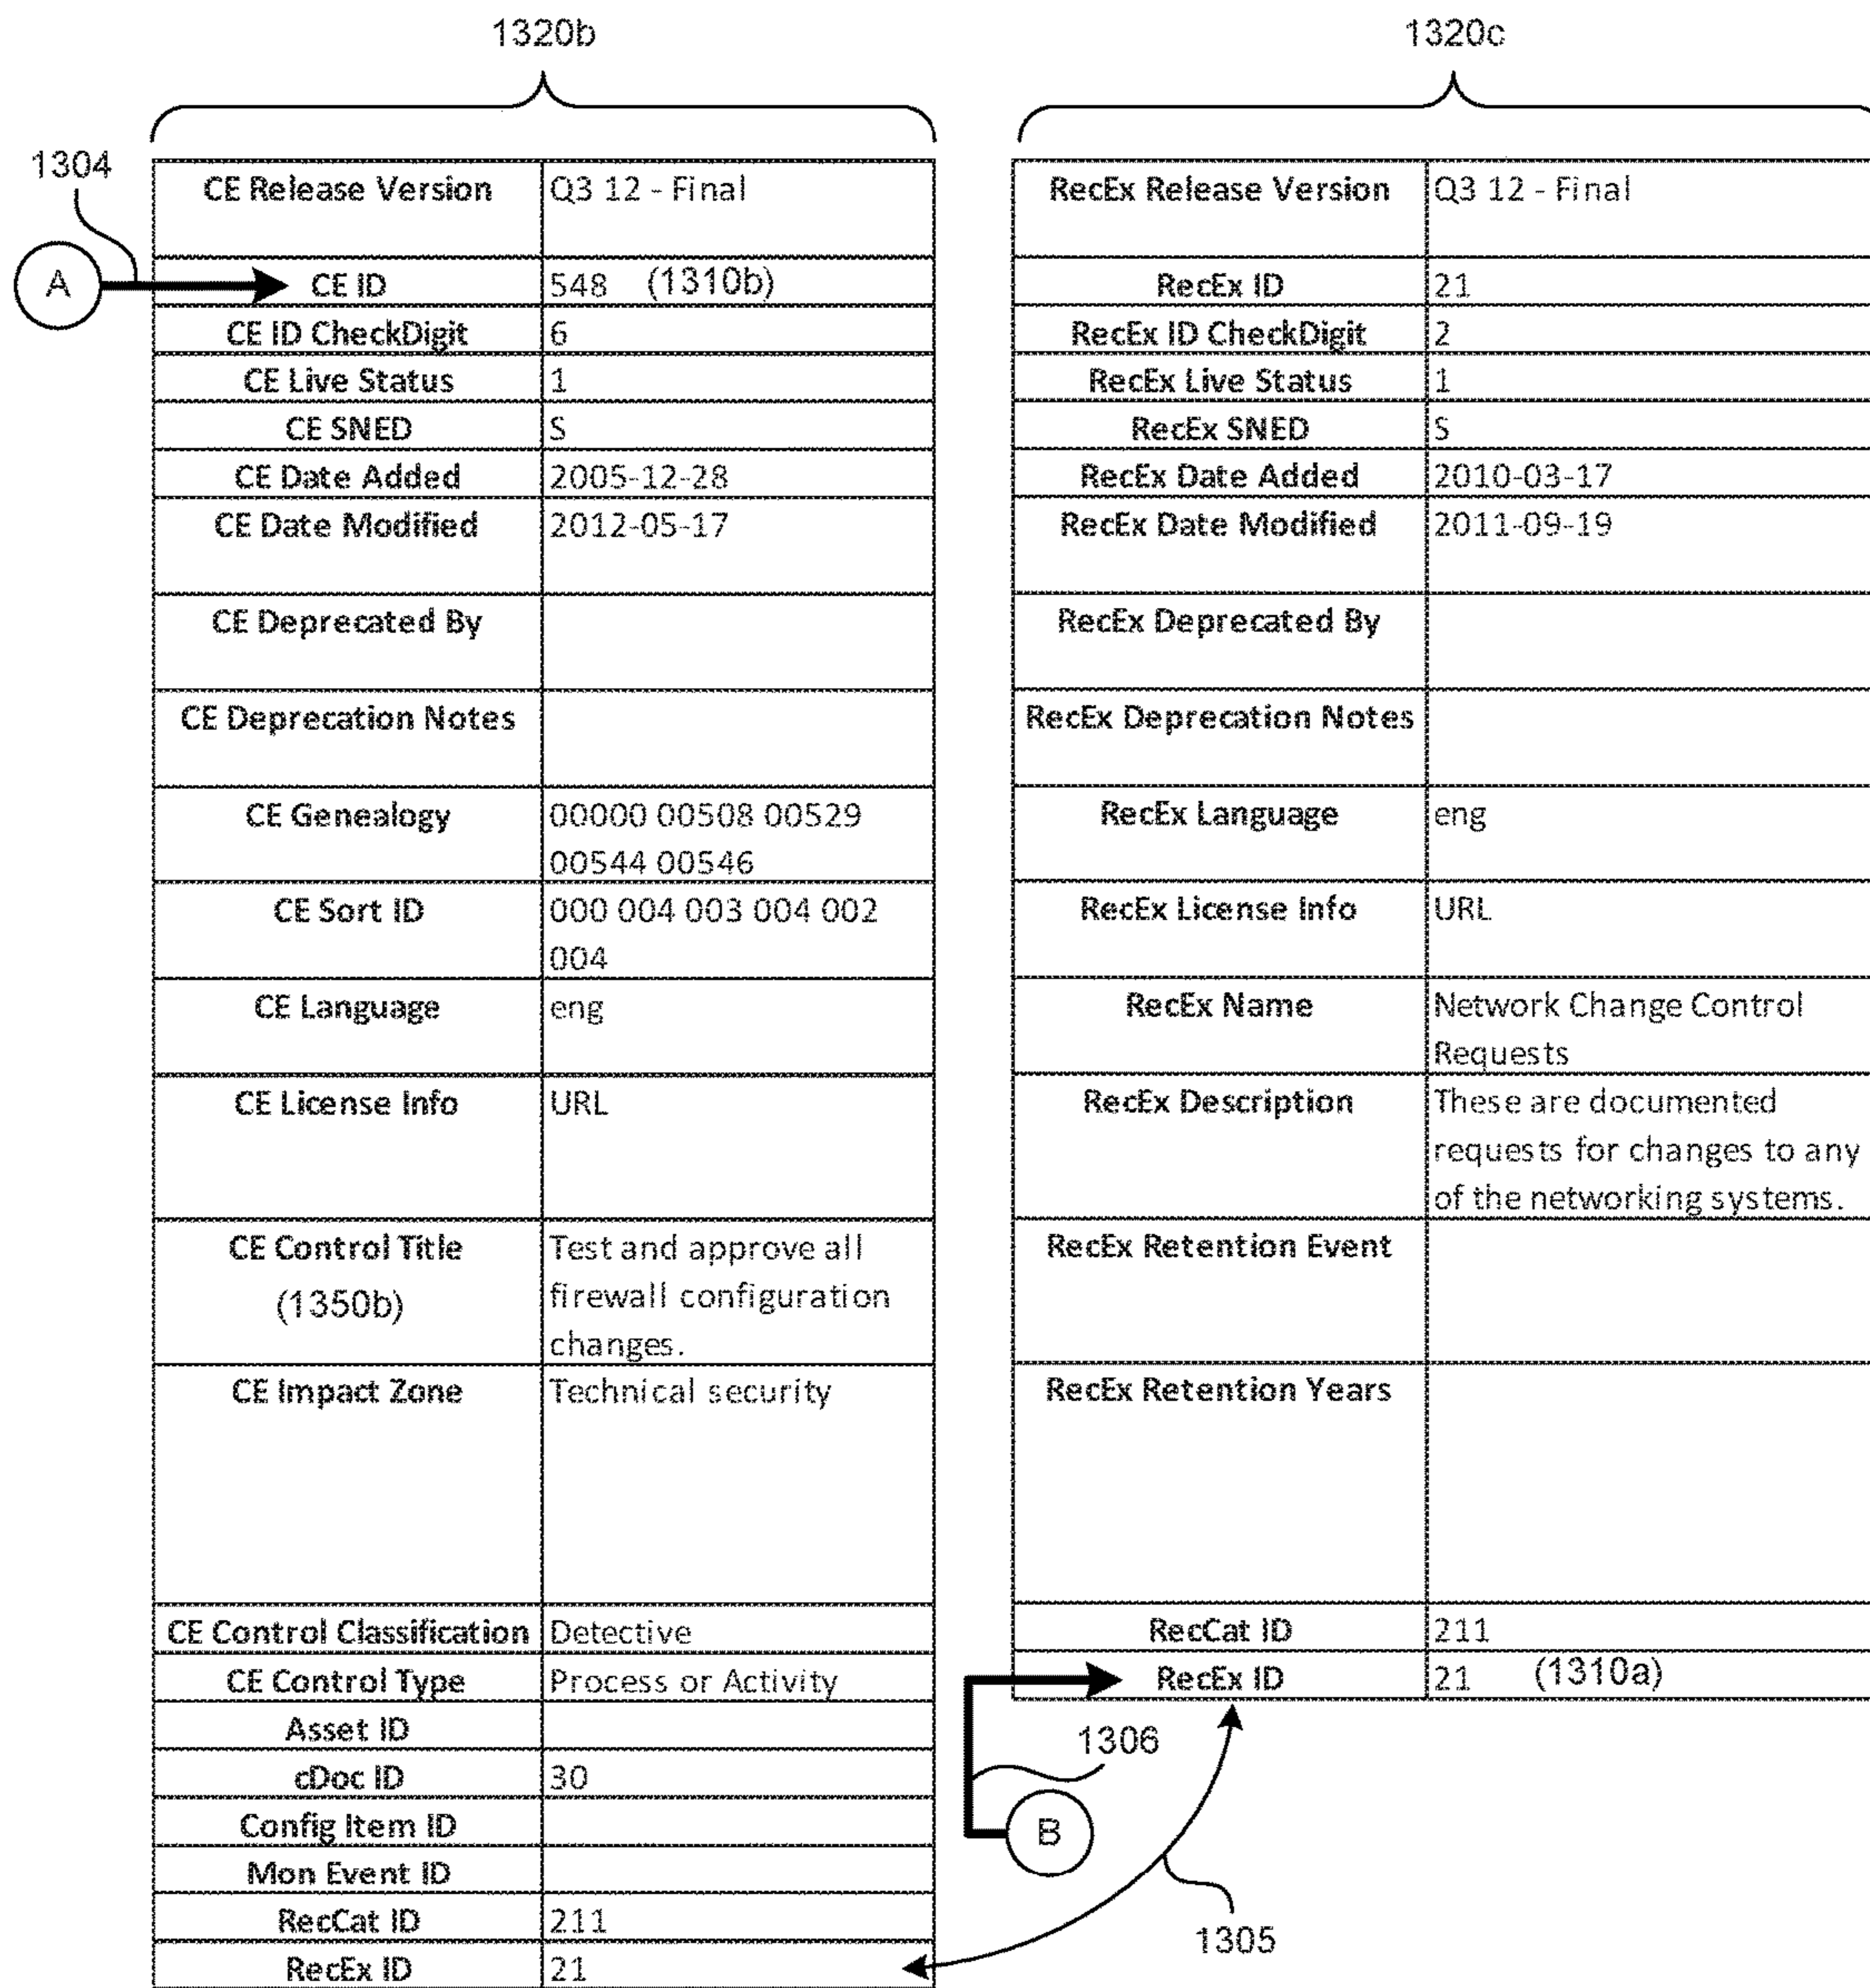 1320b
1320c
1304
A
CE Release Version Q3 12 - Final
CE ID 548 (1310b)
CE ID CheckDigit 6
CE Live Status 1
CE SNED S
CE Date Added 2005-12-28
CE Date Modified 2012-05-17
CE Deprecated By
CE Deprecation Notes
CE Genealogy 00000 00508 00529
00544 00546
CE Sort ID 000 004 003 004 002
004
CE Language eng
CE License Info URL
CE Control Title Test and approve all
(1350b) firewall configuration
changes.
CE Impact Zone Technical security
CE Control Classification Detective
CE Control Type Process or Activity
Asset ID
cDoc ID 30
Config Item ID
Mon Event ID
RecCat ID 211
RecEx ID 21
RecEx Release Version Q3 12 - Final
RecEx ID 21
RecEx ID CheckDigit 2
RecEx Live Status 1
RecEx SNED S
RecEx Date Added 2010-03-17
RecEx Date Modified 2011-09-19
RecEx Deprecated By
RecEx Deprecation Notes
RecEx Language eng
RecEx License Info URL
RecEx Name Network Change Control
Requests
RecEx Description These are documented
requests for changes to any
of the networking systems.
RecEx Retention Event
RecEx Retention Years
RecCat ID 211
RecEx ID 21 (1310a)
1306
B
1305